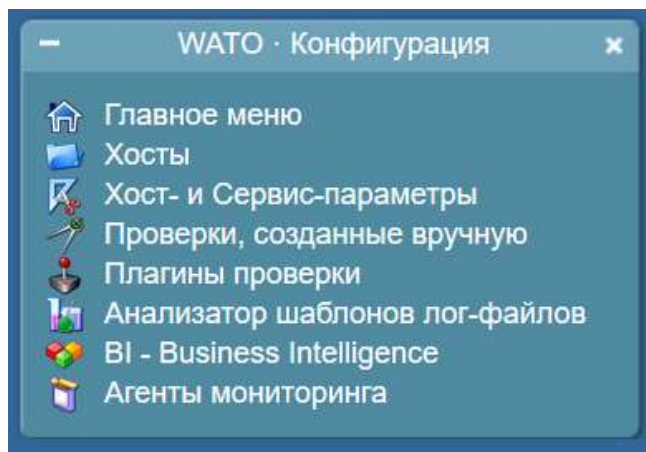 WATO · Конфигурация
Главное меню
Хосты
Хост- и Сервис-параметры
Проверки, созданные вручную
Плагины проверки
Анализатор шаблонов лог-файлов
BI - Business Intelligence
Агенты мониторинга